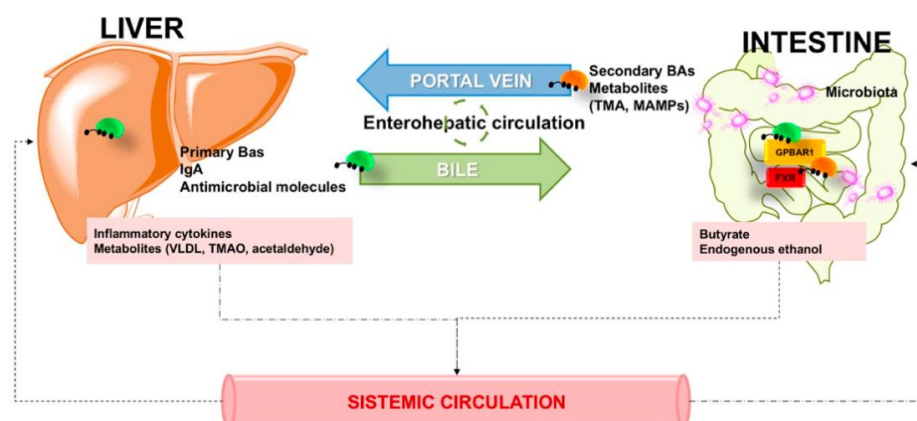 LIVER
INTESTINE
PORTAL VEIN
Secondary BAs
Metabolites
(TMA, MAMPs)
Microbiota
Enterohepatic circulation
GPBAR1
FXR
Primary Bas
IgA
Antimicrobial molecules
BILE
Inflammatory cytokines
Metabolites (VLDL, TMAO, acetaldehyde)
Butyrate
Endogenous ethanol
SISTEMIC CIRCULATION